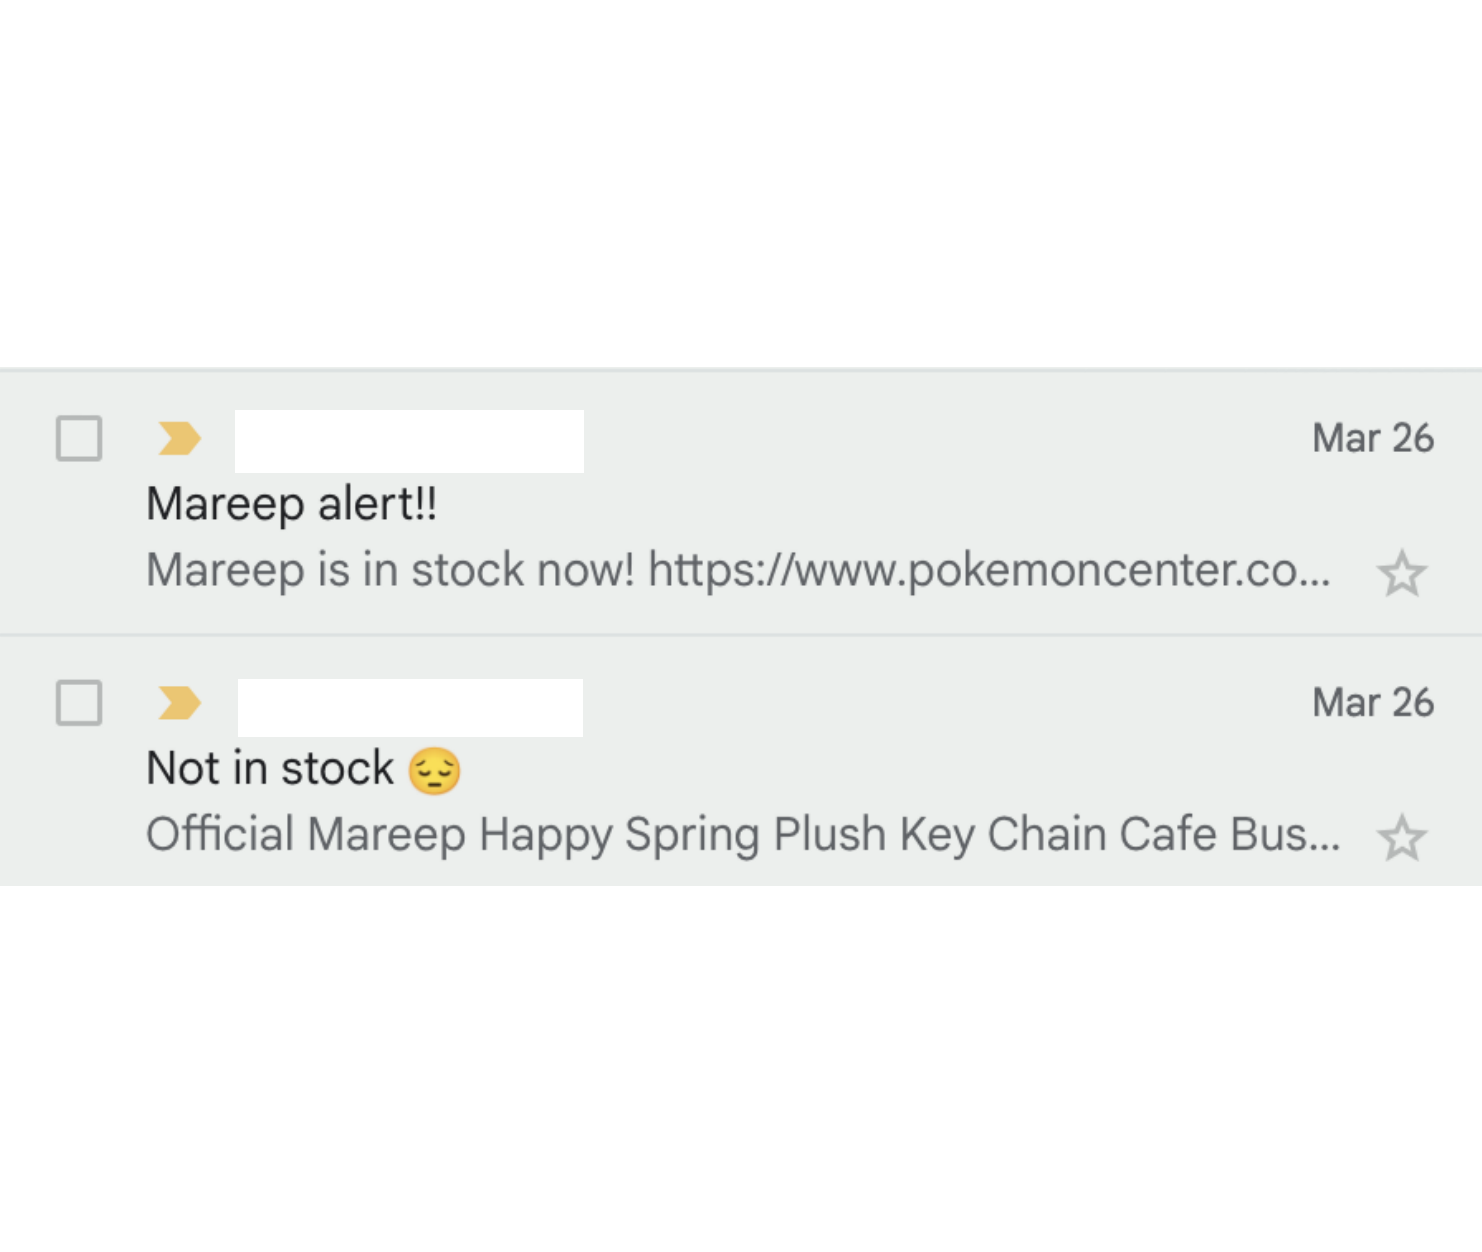 Mar 26
Mareep alert!!
Mareep is in stock now! https://www.pokemoncenter.co...
Mar 26
Not in stock 😔
Official Mareep Happy Spring Plush Key Chain Cafe Bus...